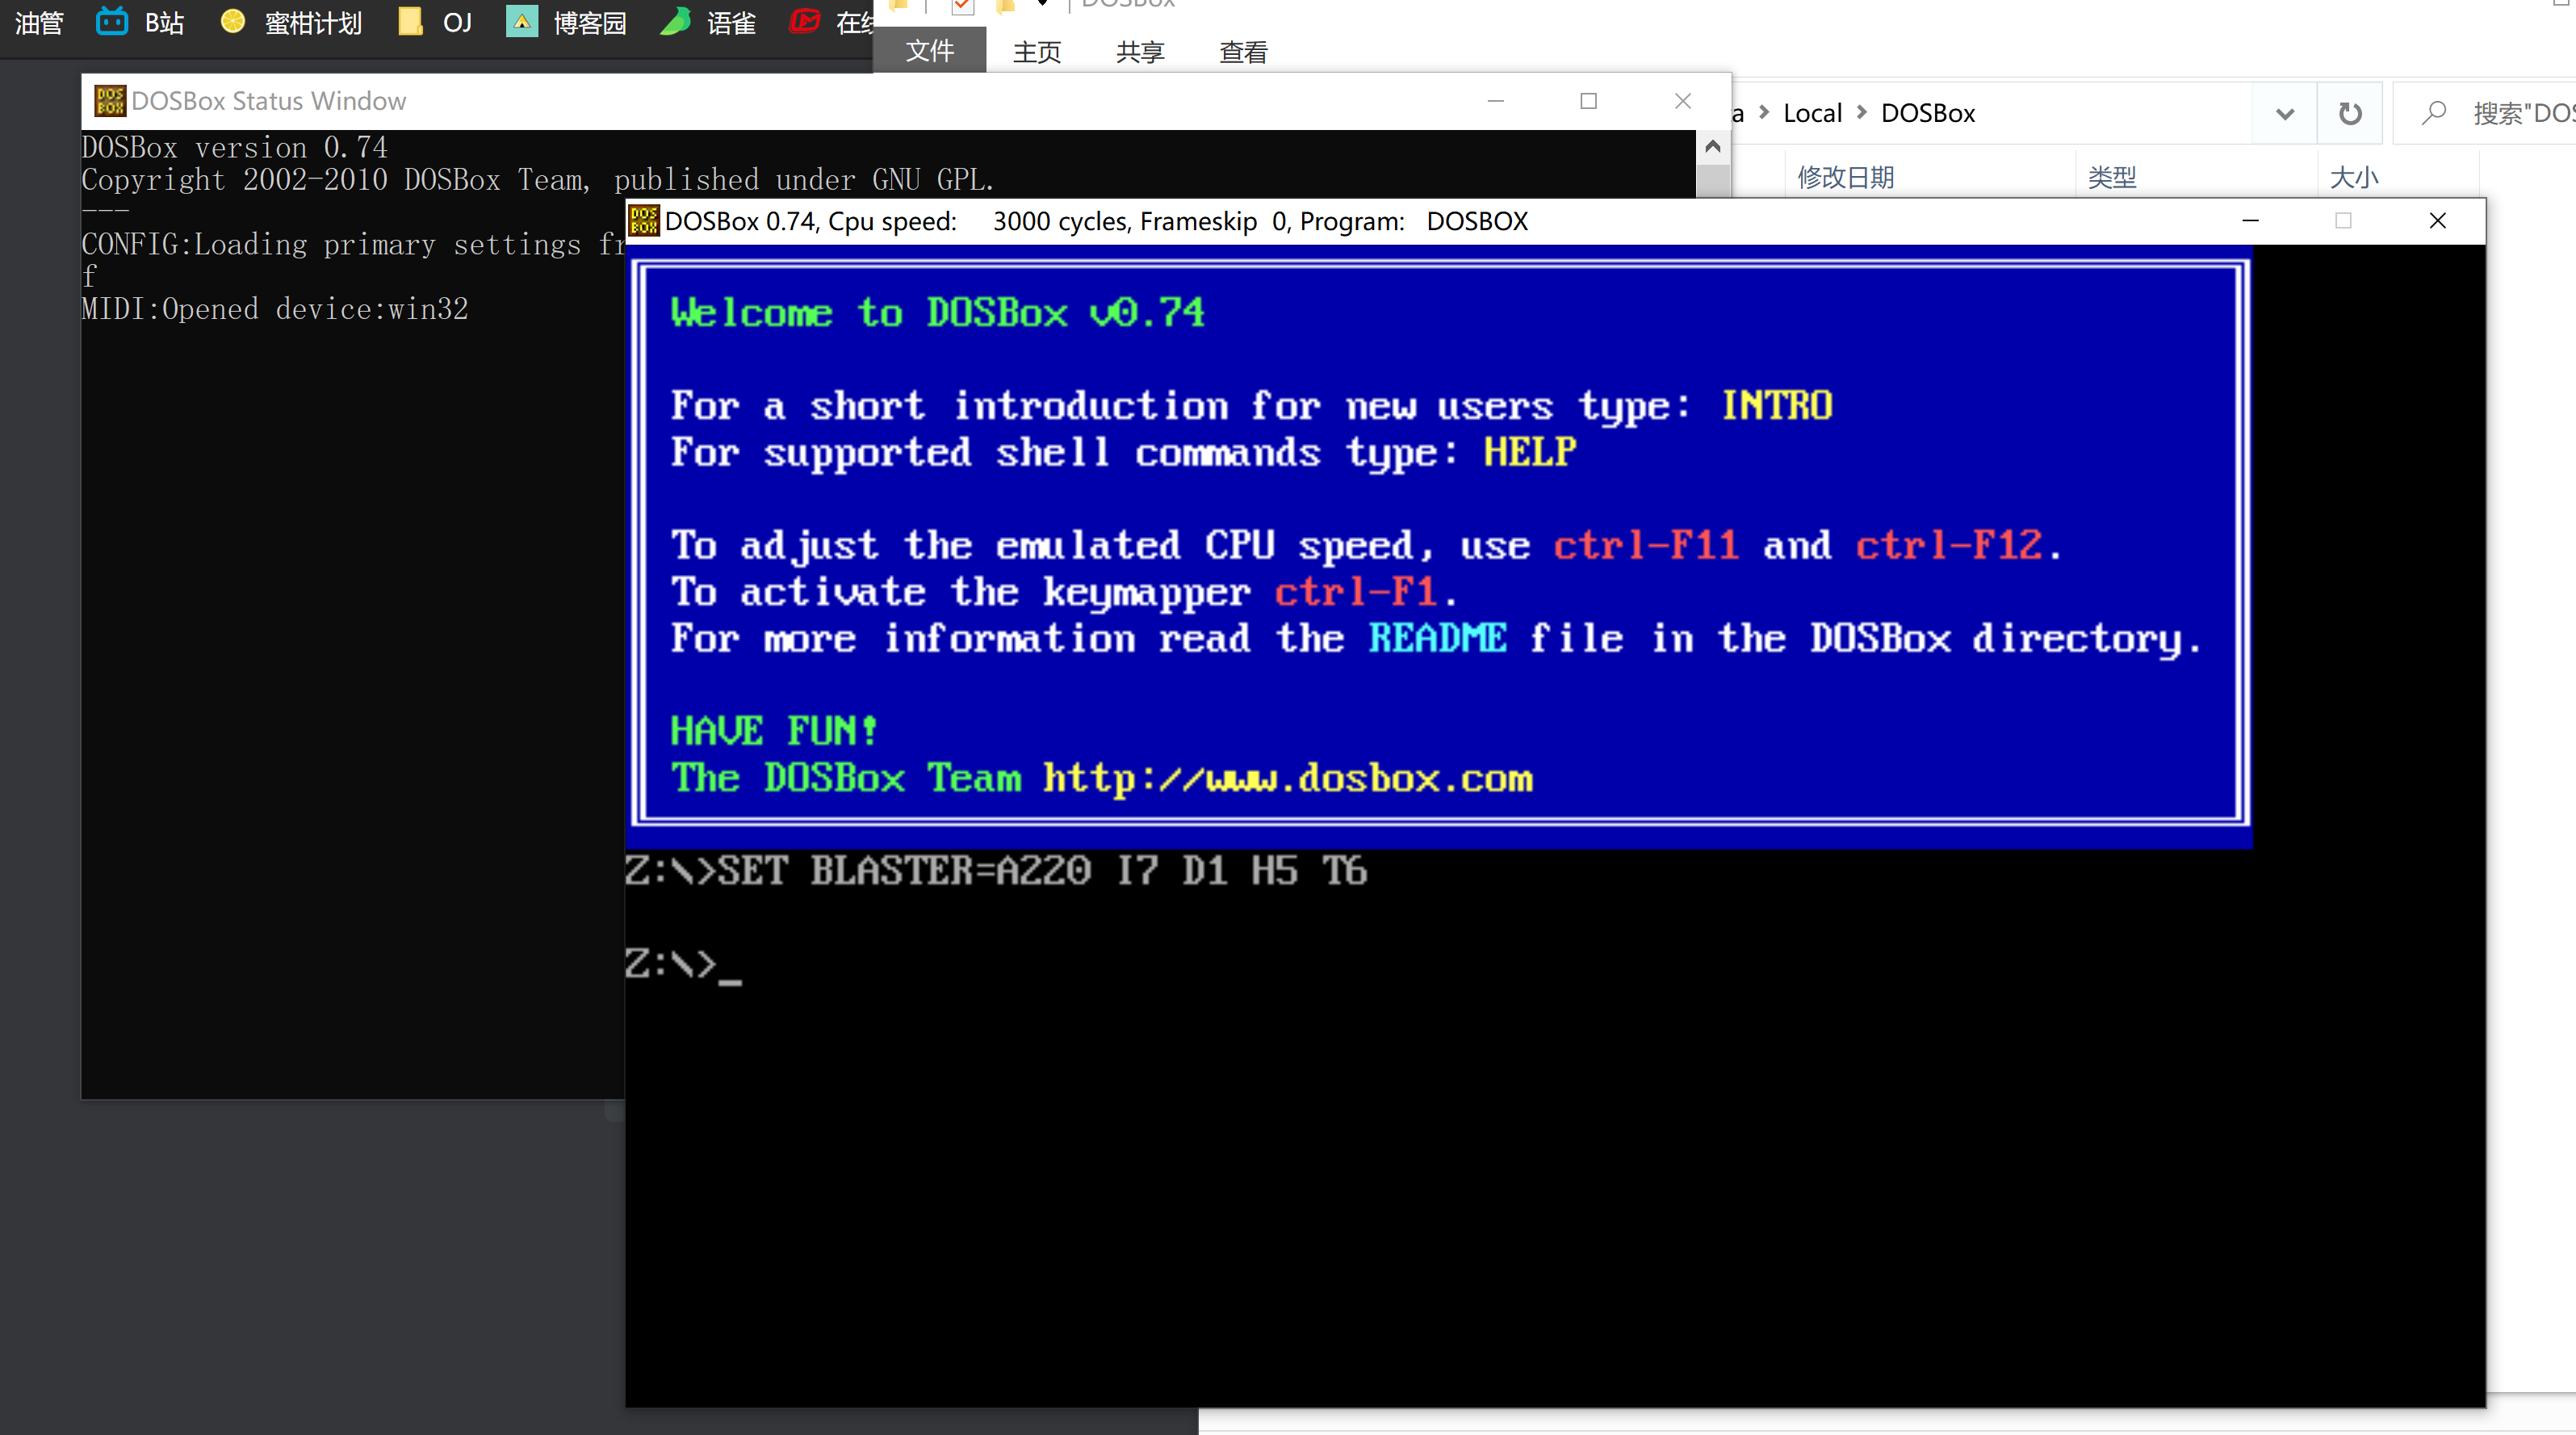 油管 B站 蜜柑计划 OJ 博客园 语雀 在线
DOSBox
文件 主页 共享 查看
DOSBox Status Window
a > Local > DOSBox
搜索"DOS
修改日期 类型 大小
DOSBox version 0.74
Copyright 2002-2010 DOSBox Team, published under GNU GPL.
---
CONFIG:Loading primary settings fr
f
MIDI:Opened device:win32
DOSBox 0.74, Cpu speed: 3000 cycles, Frameskip 0, Program: DOSBOX
Welcome to DOSBox v0.74
For a short introduction for new users type: INTRO
For supported shell commands type: HELP
To adjust the emulated CPU speed, use ctrl-F11 and ctrl-F12.
To activate the keymapper ctrl-F1.
For more information read the README file in the DOSBox directory.
HAVE FUN!
The DOSBox Team http://www.dosbox.com
Z:\>SET BLASTER=A220 I7 D1 H5 T6
Z:\>_